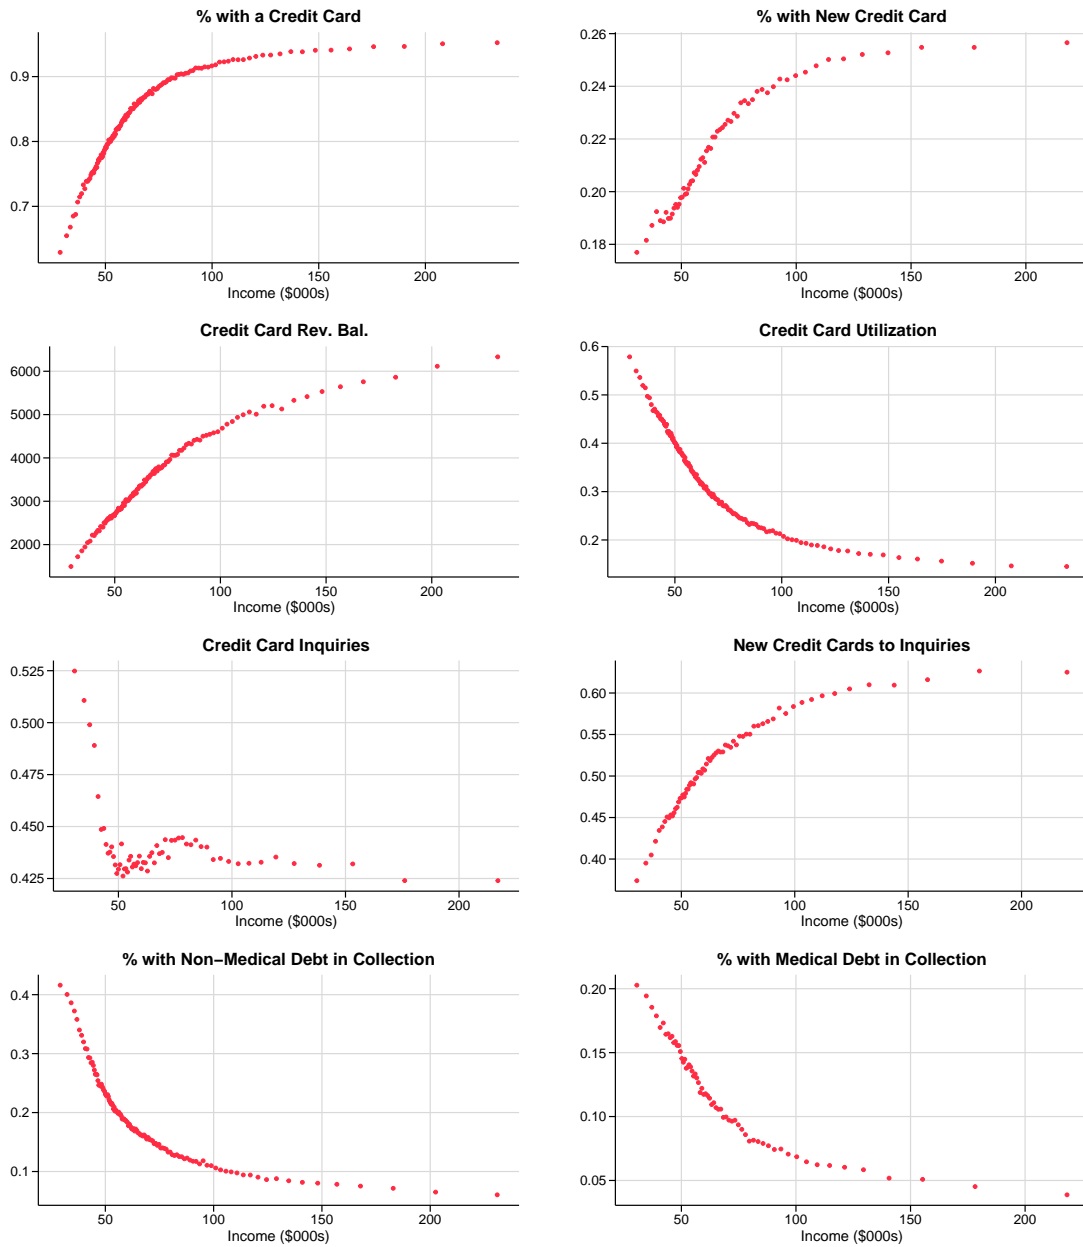 % with a Credit Card
0.9
0.8
0.7
50 100 150 200
Income ($000s)
% with New Credit Card
0.26
0.24
0.22
0.20
0.18
50 100 150 200
Income ($000s)
Credit Card Rev. Bal.
6000
5000
4000
3000
2000
50 100 150 200
Income ($000s)
Credit Card Utilization
0.6
0.5
0.4
0.3
0.2
50 100 150 200
Income ($000s)
Credit Card Inquiries
0.525
0.500
0.475
0.450
0.425
50 100 150 200
Income ($000s)
New Credit Cards to Inquiries
0.60
0.55
0.50
0.45
0.40
50 100 150 200
Income ($000s)
% with Non−Medical Debt in Collection
0.4
0.3
0.2
0.1
50 100 150 200
Income ($000s)
% with Medical Debt in Collection
0.20
0.15
0.10
0.05
50 100 150 200
Income ($000s)